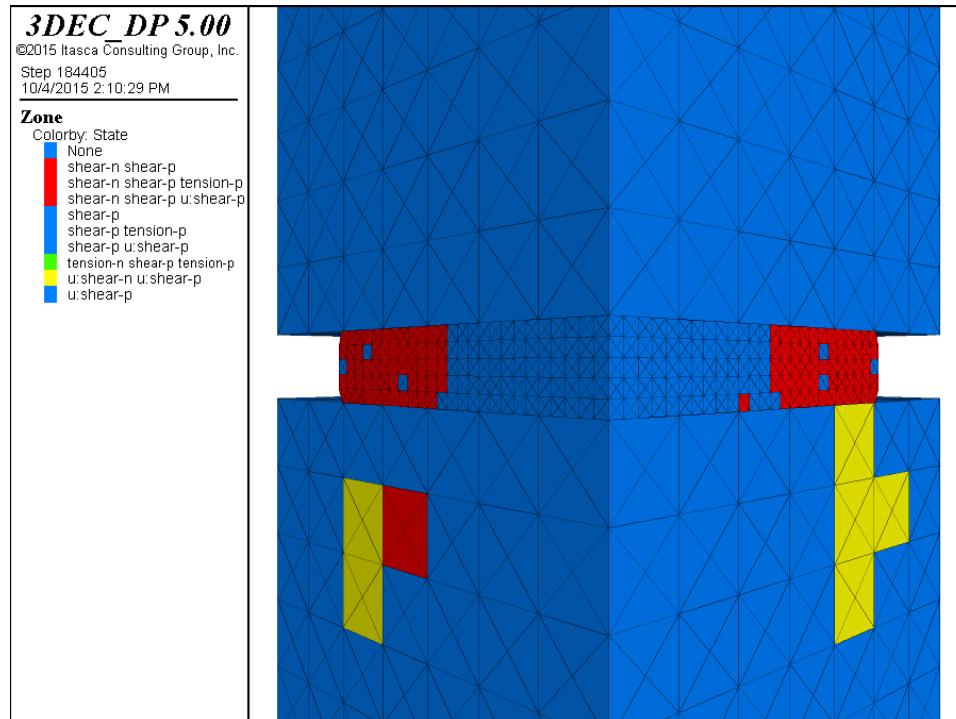 3DEC_DP 5.00
©2015 Itasca Consulting Group, Inc.
Step 184405
10/4/2015 2:10:29 PM
Zone
Colorby: State
None
shear-n shear-p
shear-n shear-p tension-p
shear-n shear-p u:shear-p
shear-p
shear-p tension-p
shear-p u:shear-p
tension-n shear-p tension-p
u:shear-n u:shear-p
u:shear-p